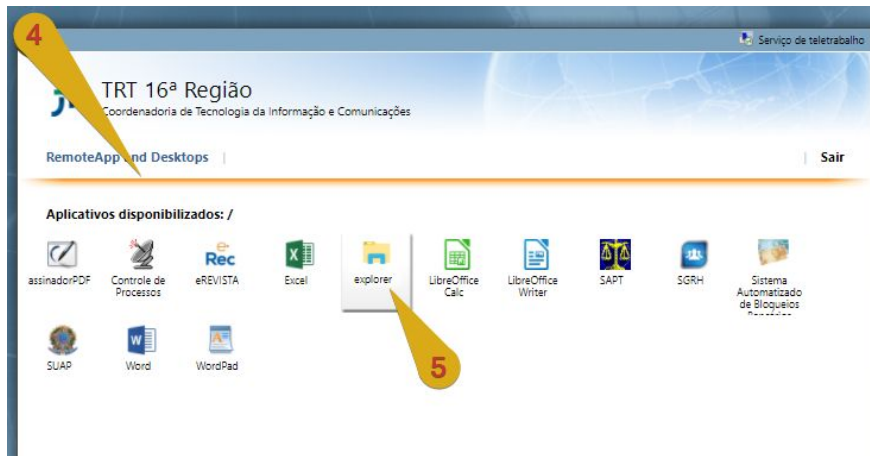 4
Serviço de teletrabalho
TRT 16ª Região
Coordenadoria de Tecnologia da Informação e Comunicações
RemoteApp and Desktops
Sair
Aplicativos disponibilizados: /
assinadorPDF
Controle de
Processos
e-Rec
eREVISTA
Excel
explorer
LibreOffice
Calc
LibreOffice
Writer
SAPT
SGRH
Sistema
Automatizado
de Bloqueios
SUAP
Word
WordPad
5